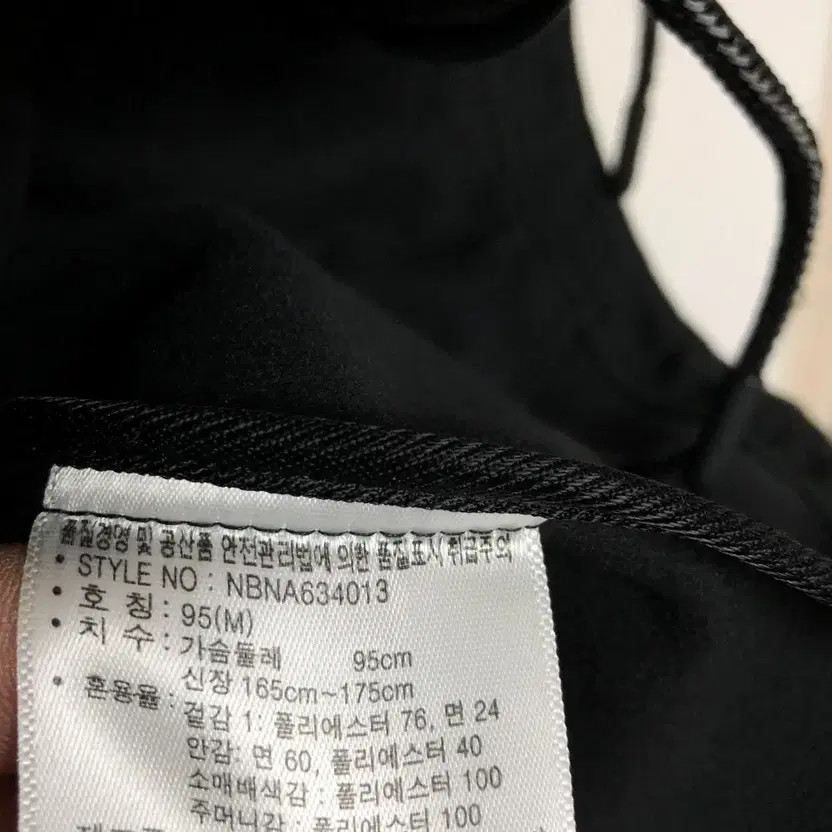 품질경영 및 공산품 안전관리법에 의한 품질표시 취급주의
• STYLE NO : NBNA634013
• 호 칭 : 95(M)
• 치 수 : 가슴둘레 95cm
신장 165cm~175cm
• 혼용율 : 겉감 1: 폴리에스터 76, 면 24
안감: 면 60, 폴리에스터 40
소매배색감 : 폴리에스터 100
주머니감 : 폴리에스터 100